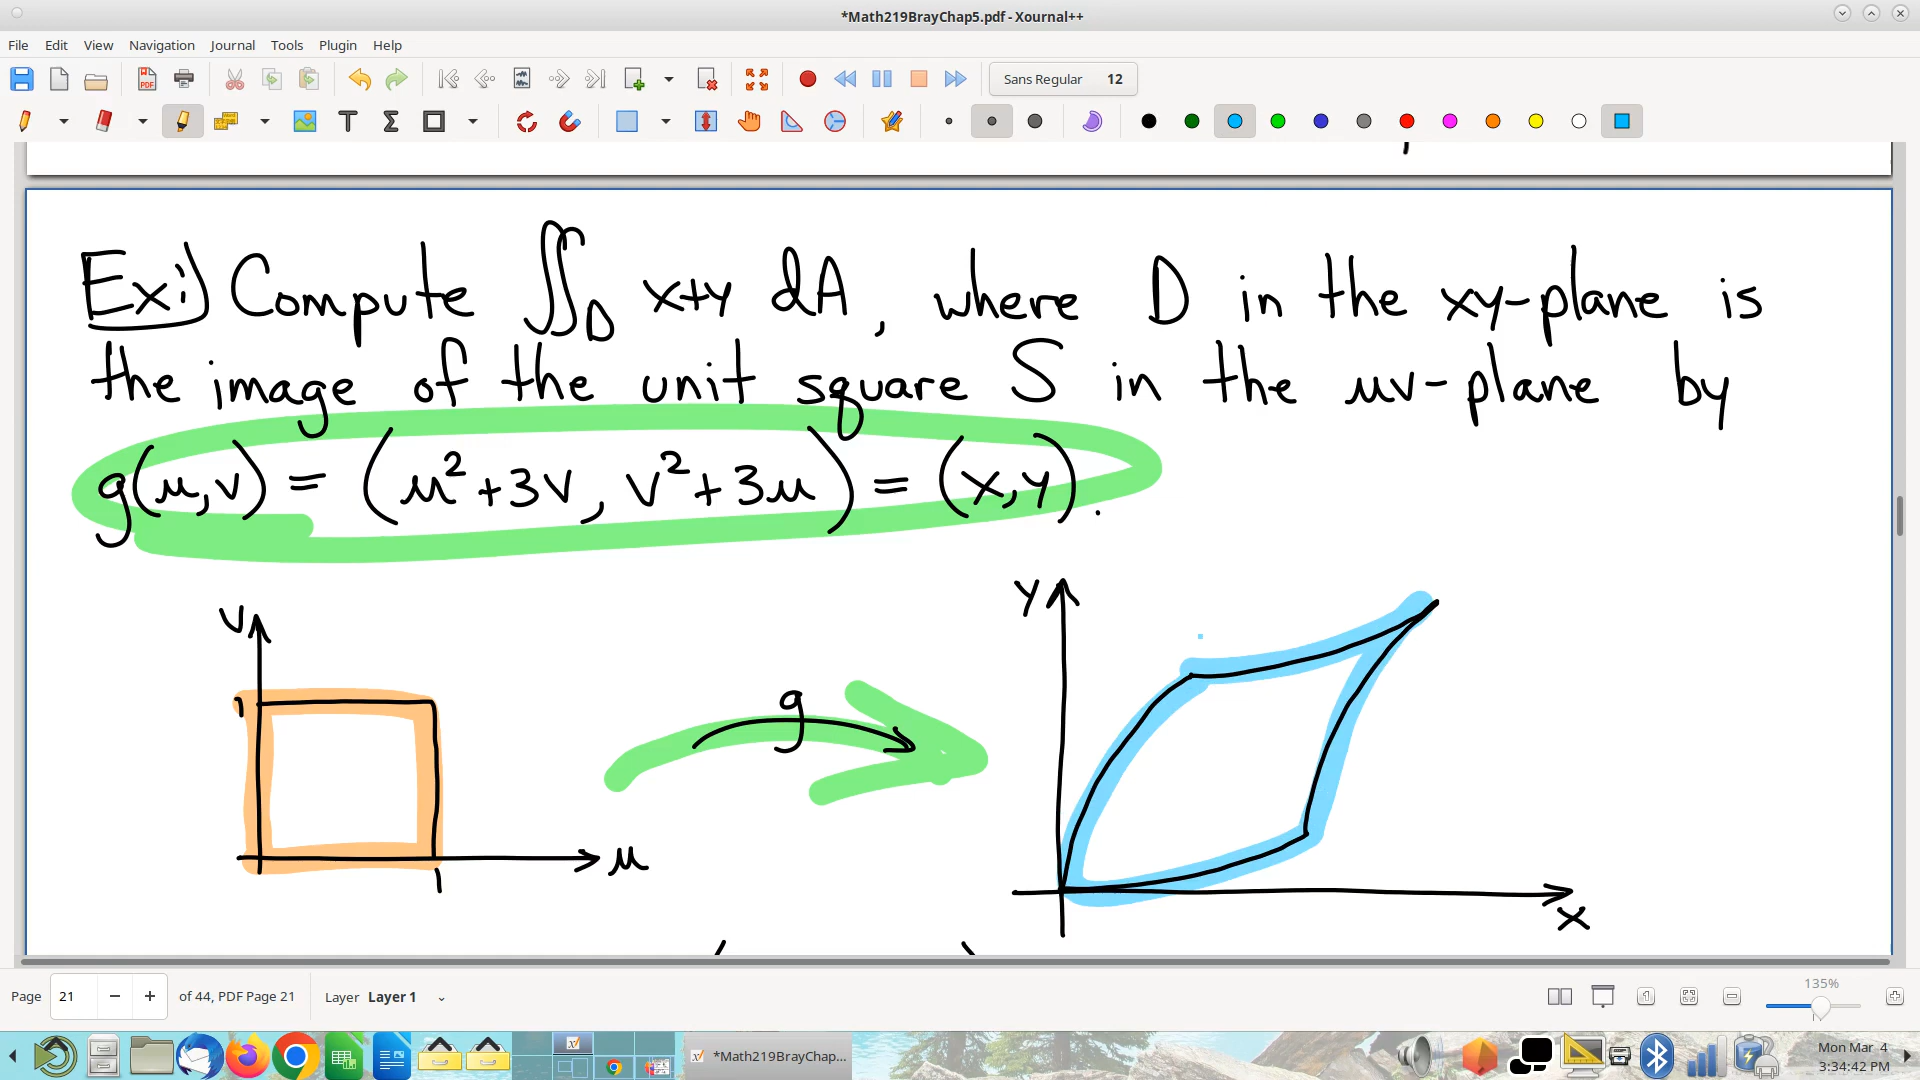 *Math219BrayChap5.pdf - Xournal++
File Edit View Navigation Journal Tools Plugin Help
Sans Regular 12
Ex:) Compute ∬_D x+y dA, where D in the xy-plane is
the image of the unit square S in the uv-plane by
g(u,v) = (u²+3v, v²+3u) = (x,y).
v
1
1
u
g
y
x
135%
Page 21 of 44, PDF Page 21 Layer Layer 1
*Math219BrayChap...
Mon Mar 4
3:34:42 PM